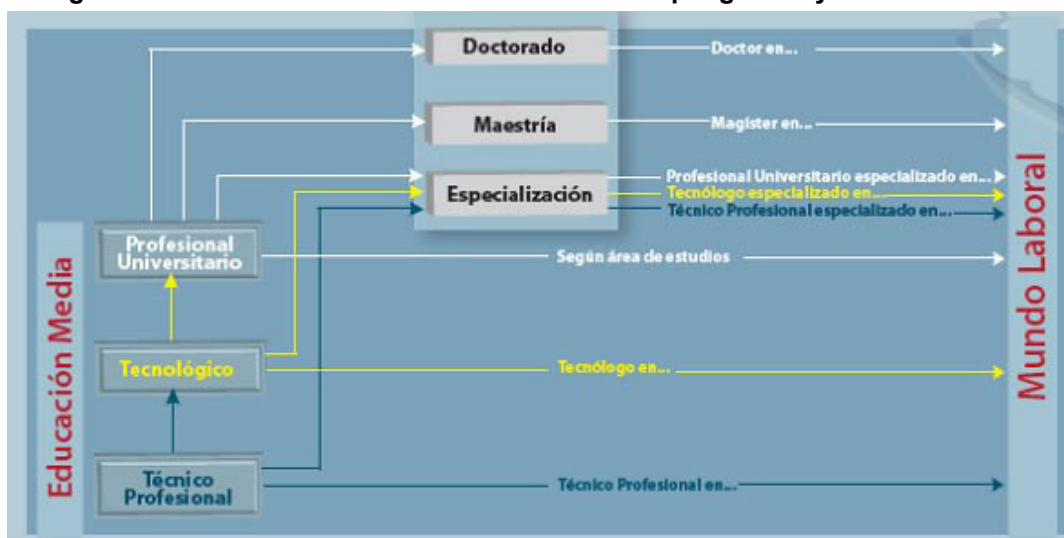 Doctorado
Doctor en...
Maestría
Magíster en...
Especialización
Profesional Universitario especializado en...
Tecnólogo especializado en...
Técnico Profesional especializado en...
Profesional
Universitario
Según área de estudios
Tecnológico
Tecnólogo en...
Técnico
Profesional
Técnico Profesional en...
Educación Media
Mundo Laboral